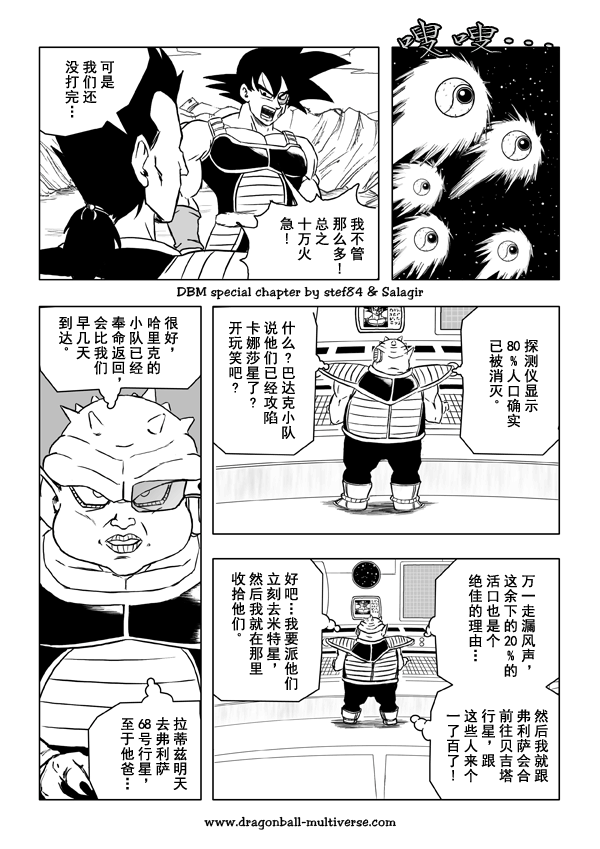 可是
我们还
没打完…
我不管
那么多！
总之
十万火
急！
嗖嗖…
DBM special chapter by stef84 & Salagir
很好，
哈里克的
小队已经
奉命返回，
会比我们
早几天
到达。
拉蒂兹明天
去弗利萨
68号行星，
至于他爸…
什么？巴达克小队
说他们已经攻陷
卡娜莎星了？
开玩笑吧？
探测仪显示
80%人口确实
已被消灭。
好吧…我要派他们
立刻去米特星，
然后我就在那里
收拾他们。
万一走漏风声，
这余下的20%的
活口也是个
绝佳的理由…
然后我就跟
弗利萨会合
前往贝吉塔
行星，跟
这些人来个
一了百了！
www.dragonball-multiverse.com